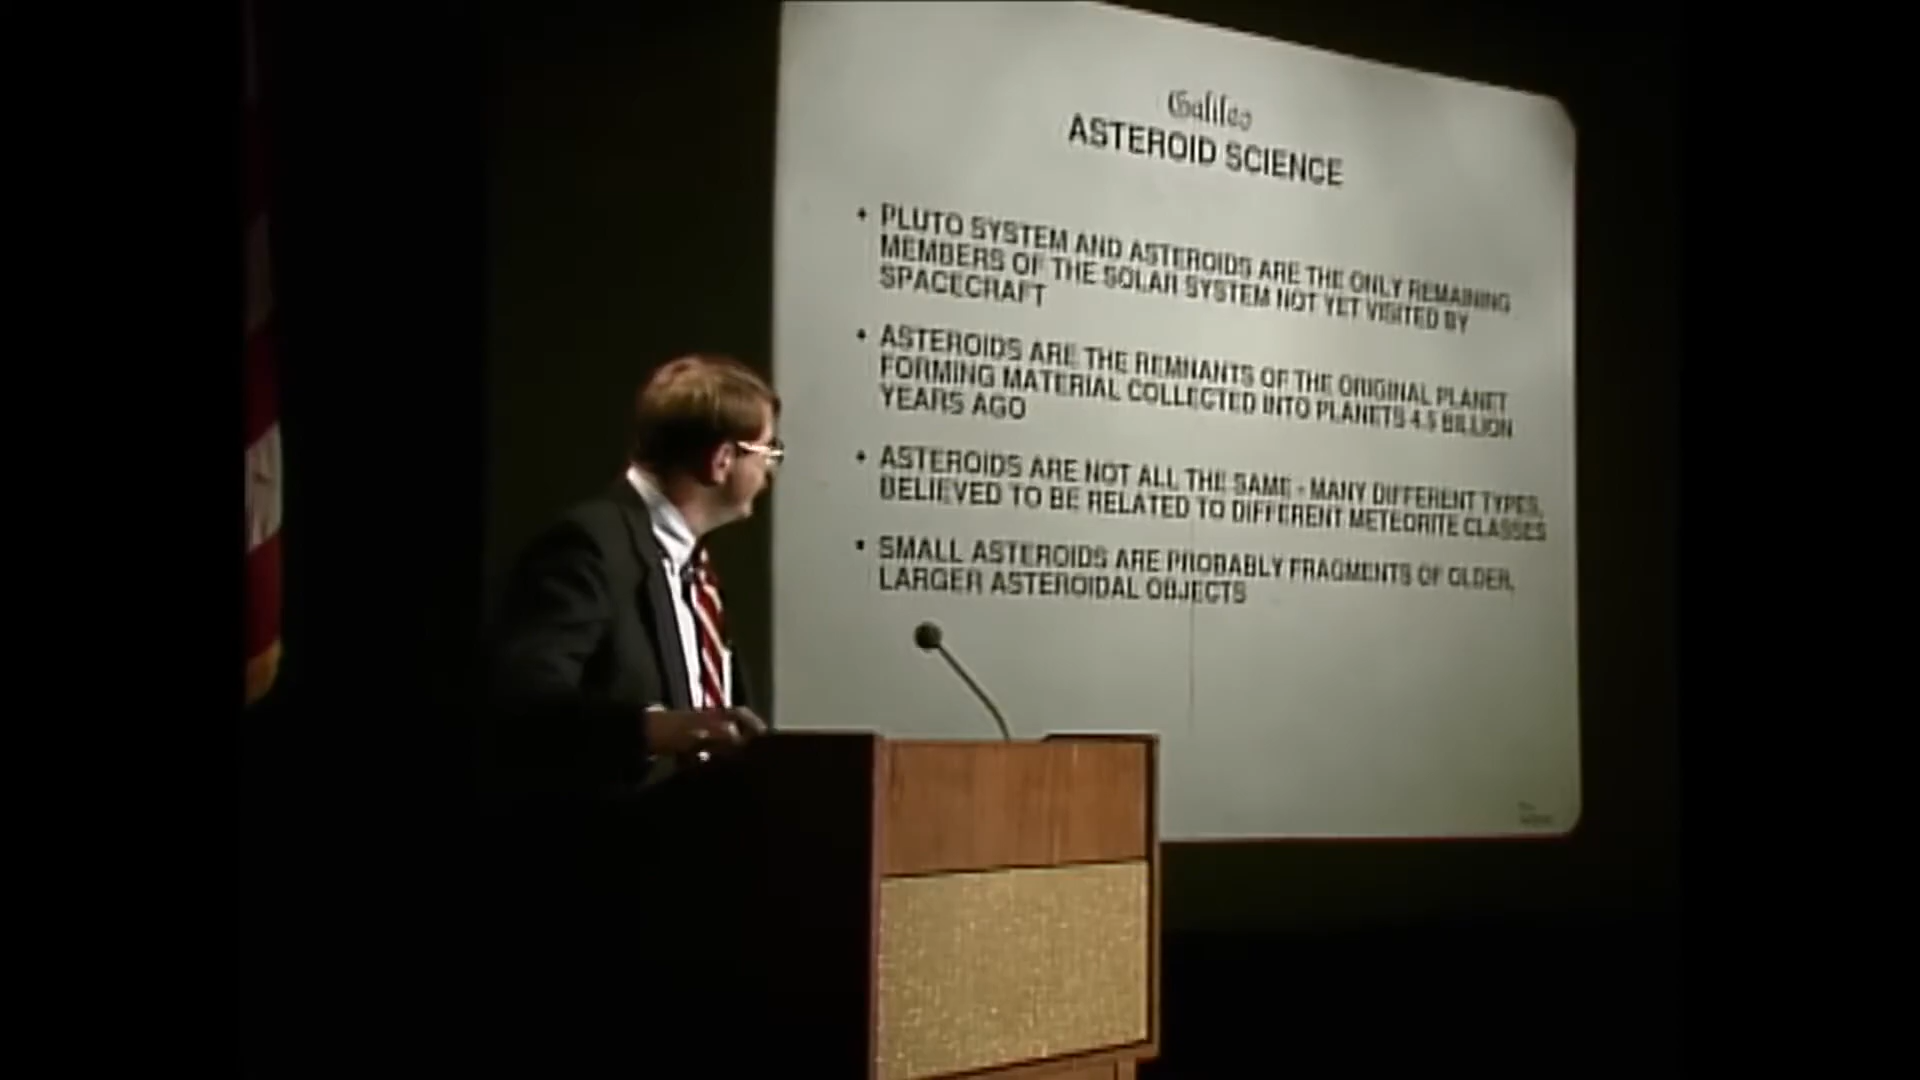 Galileo
ASTEROID SCIENCE
• PLUTO SYSTEM AND ASTEROIDS ARE THE ONLY REMAINING
MEMBERS OF THE SOLAR SYSTEM NOT YET VISITED BY
SPACECRAFT
• ASTEROIDS ARE THE REMNANTS OF THE ORIGINAL PLANET
FORMING MATERIAL COLLECTED INTO PLANETS 4.5 BILLION
YEARS AGO
• ASTEROIDS ARE NOT ALL THE SAME - MANY DIFFERENT TYPES,
BELIEVED TO BE RELATED TO DIFFERENT METEORITE CLASSES
• SMALL ASTEROIDS ARE PROBABLY FRAGMENTS OF OLDER,
LARGER ASTEROIDAL OBJECTS